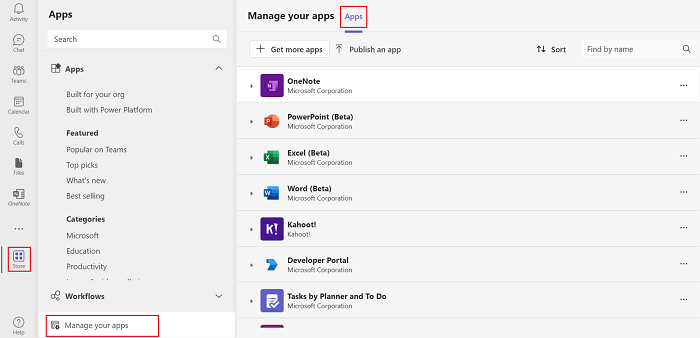 Activity
Chat
Teams
Calendar
Calls
Files
OneNote
...
Store
Help
Apps
Search
Apps
Built for your org
Built with Power Platform
Featured
Popular on Teams
Top picks
What's new
Best selling
Categories
Microsoft
Education
Productivity
Workflows
Manage your apps
Manage your apps Apps
+ Get more apps Publish an app Sort Find by name
OneNote
Microsoft Corporation
PowerPoint (Beta)
Microsoft Corporation
Excel (Beta)
Microsoft Corporation
Word (Beta)
Microsoft Corporation
K!
Kahoot!
Kahoot!
Developer Portal
Microsoft Corporation
Tasks by Planner and To Do
Microsoft Corporation